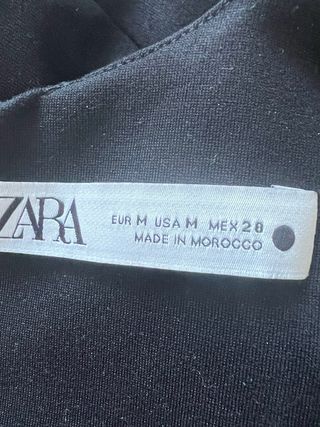 ZARA
EUR M USA M MEX 28
MADE IN MOROCCO